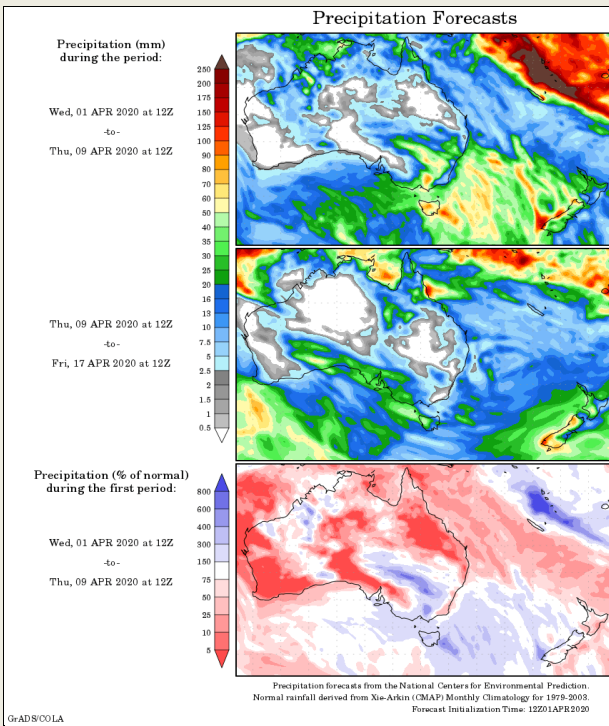 Precipitation Forecasts
Precipitation (mm)
during the period:
Wed, 01 APR 2020 at 12Z
-to-
Thu, 09 APR 2020 at 12Z
250
200
175
150
125
100
90
80
70
60
50
40
35
30
25
20
16
13
10
7.5
5
2.5
2
1.5
1
0.5
Thu, 09 APR 2020 at 12Z
-to-
Fri, 17 APR 2020 at 12Z
Precipitation (% of normal)
during the first period:
Wed, 01 APR 2020 at 12Z
-to-
Thu, 09 APR 2020 at 12Z
800
600
400
300
150
75
50
25
10
5
Precipitation forecasts from the National Centers for Environmental Prediction.
Normal rainfall derived from Xie-Arkin (CMAP) Monthly Climatology for 1979-2003.
Forecast Initialization Time: 12Z01APR2020
GrADS/COLA